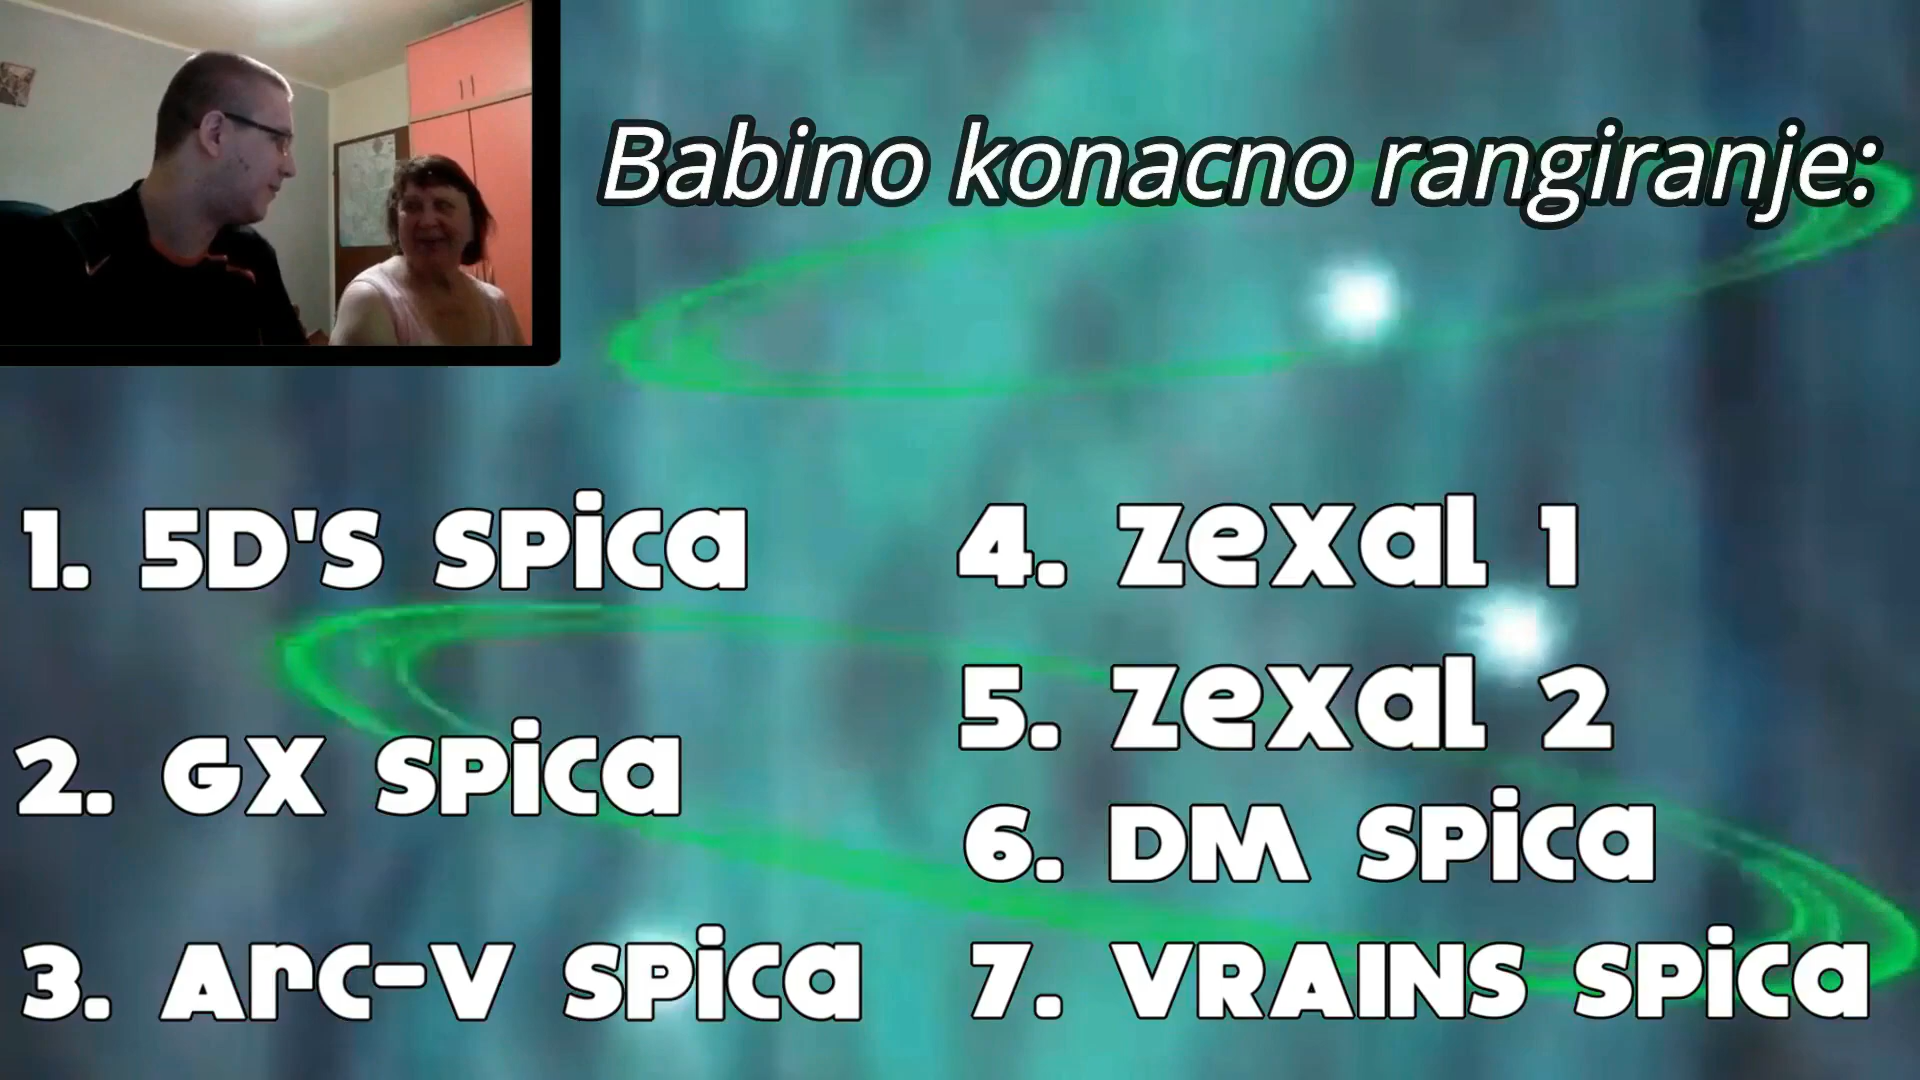 Babino konacno rangiranje:
1. 5D's spica
2. GX spica
3. Arc-V spica
4. Zexal 1
5. Zexal 2
6. DM spica
7. VRAINS spica